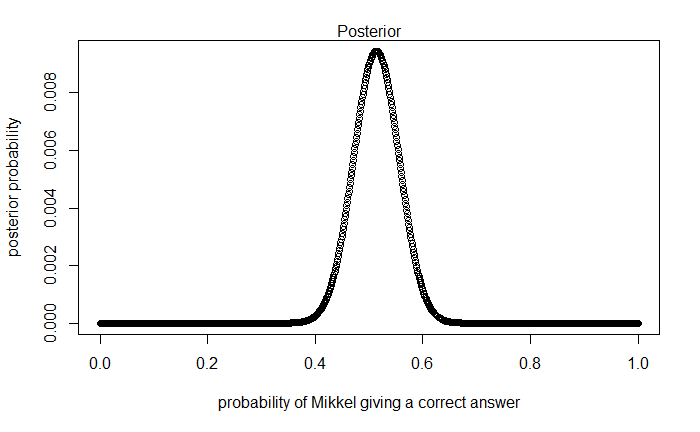 Posterior
posterior probability
0.008
0.006
0.004
0.002
0.000
0.0 0.2 0.4 0.6 0.8 1.0
probability of Mikkel giving a correct answer